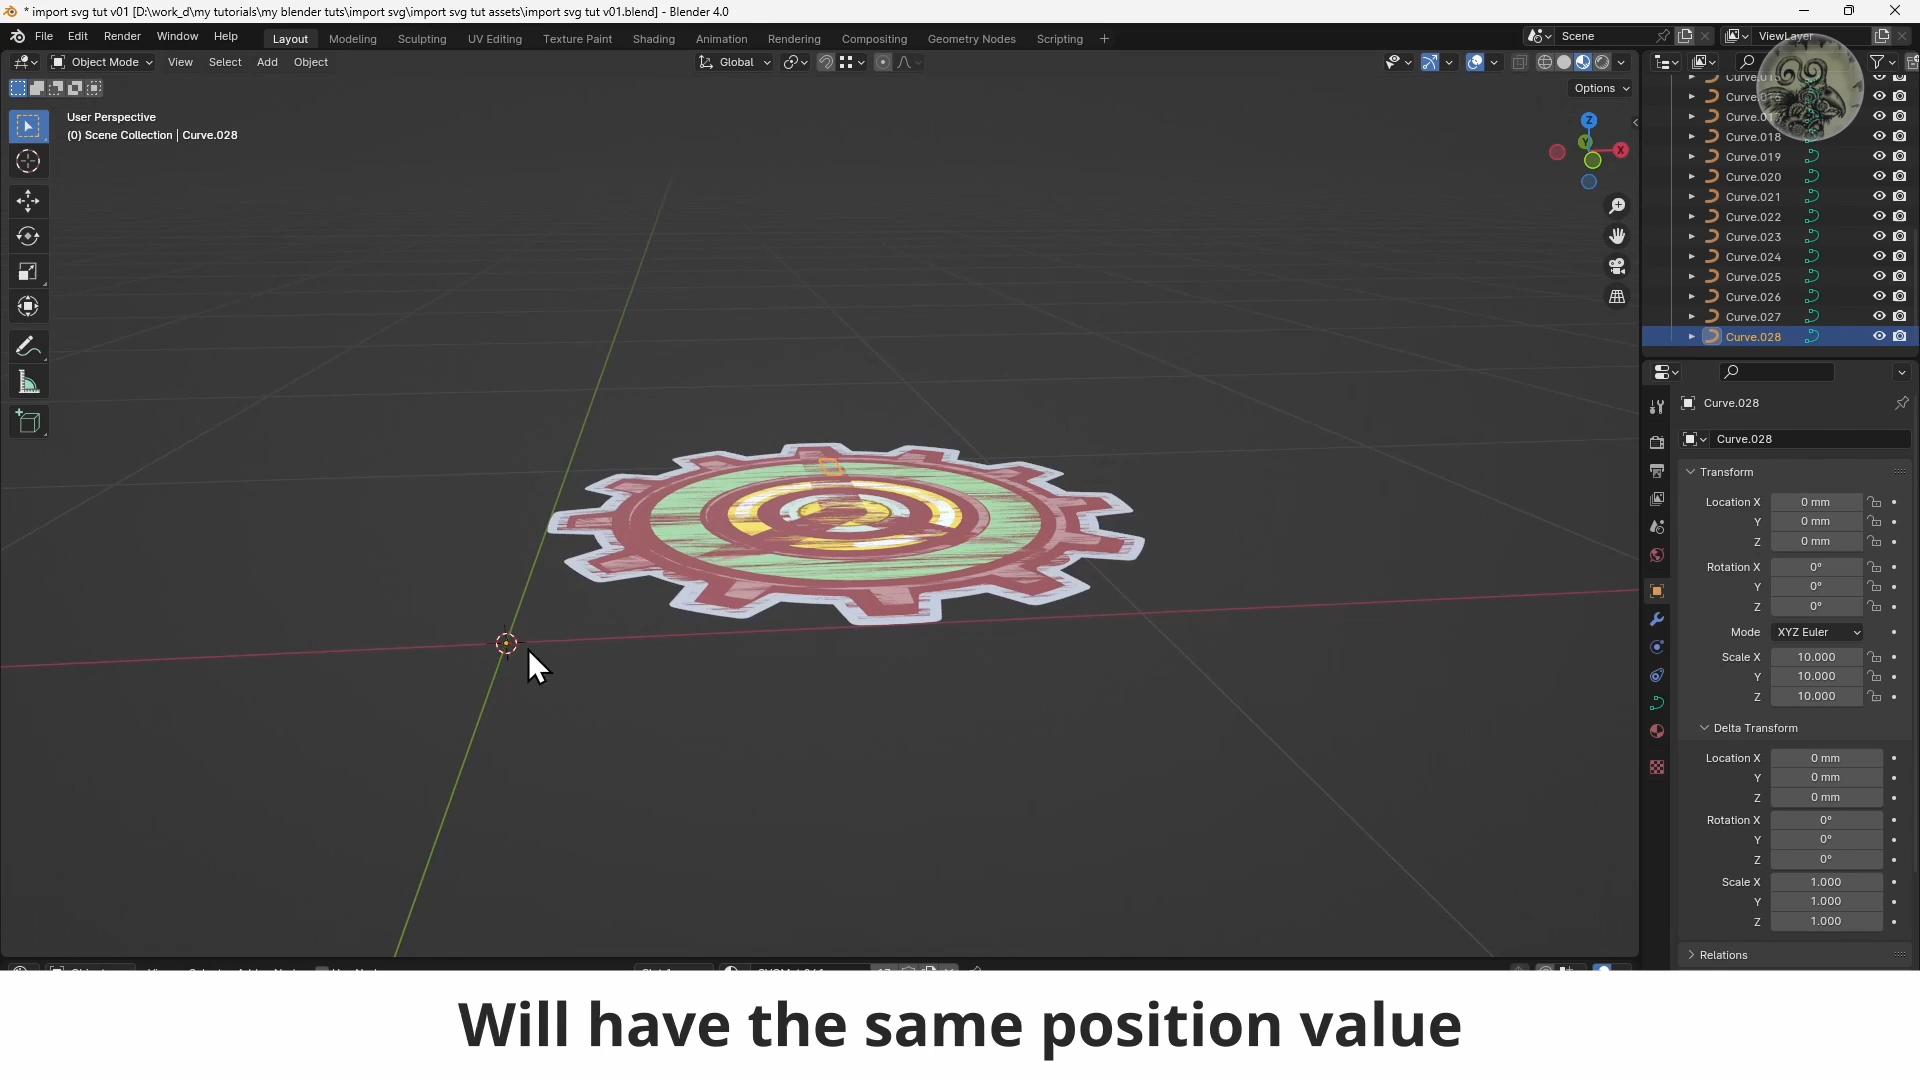 * import svg tut v01 [D:\work_d\my tutorials\my blender tuts\import svg\import svg tut assets\import svg tut v01.blend] - Blender 4.0
File Edit Render Window Help Layout Modeling Sculpting UV Editing Texture Paint Shading Animation Rendering Compositing Geometry Nodes Scripting + Scene ViewLayer
Object Mode View Select Add Object Global
Options
User Perspective
(0) Scene Collection | Curve.028
Z
Y
X
Curve.015
Curve.016
Curve.017
Curve.018
Curve.019
Curve.020
Curve.021
Curve.022
Curve.023
Curve.024
Curve.025
Curve.026
Curve.027
Curve.028
Curve.028
Curve.028
Transform
Location X 0 mm
Y 0 mm
Z 0 mm
Rotation X 0°
Y 0°
Z 0°
Mode XYZ Euler
Scale X 10.000
Y 10.000
Z 10.000
Delta Transform
Location X 0 mm
Y 0 mm
Z 0 mm
Rotation X 0°
Y 0°
Z 0°
Scale X 1.000
Y 1.000
Z 1.000
Relations
Will have the same position value